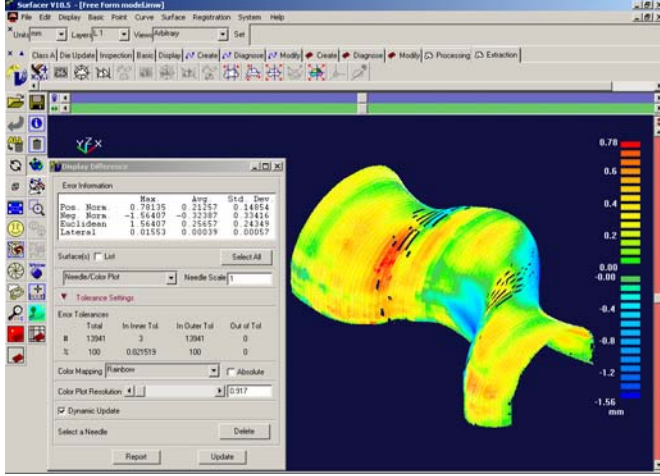 Surfacer V10.5 - [Free Form model.imw]
File Edit Display Basic Point Curve Surface Registration System Help
Units mm Layers L 1 Views Arbitrary Set
Class A Die Update Inspection Basic Display Create Diagnose Modify Create Diagnose Modify Processing Extraction
Y Z X
Display Difference
Error Information
Max. Avg Std. Dev
Pos. Norm. 0.78135 0.21257 0.14854
Neg. Norm. -1.56407 -0.32387 0.33416
Euclidean 1.56407 0.25657 0.24349
Lateral 0.01553 0.00039 0.00057
Surface(s) List Select All
Needle/Color Plot Needle Scale 1
Tolerance Settings
Error Tolerances
Total In Inner Tol In Outer Tol Out of Tol
# 13941 3 13941 0
% 100 0.021519 100 0
Color Mapping Rainbow Absolute
Color Plot Resolution 0.917
Dynamic Update
Select a Needle Delete
Report Update
0.78
0.6
0.4
0.2
0.00
-0.00
-0.4
-0.8
-1.2
-1.56
mm